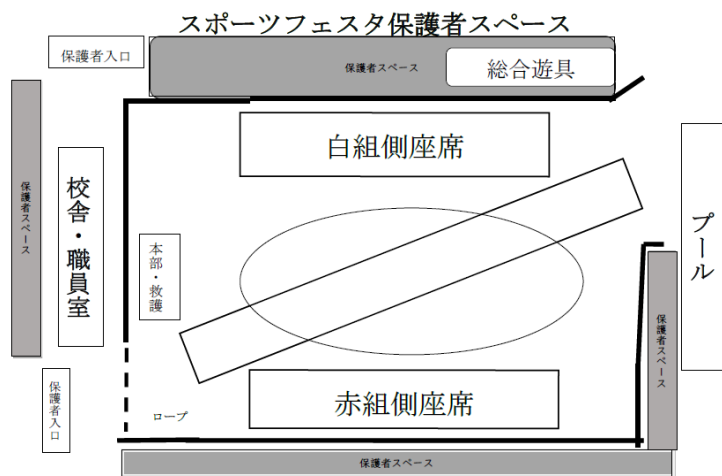 スポーツフェスタ保護者スペース
保護者入口
保護者スペース
総合遊具
白組側座席
保護者スペース
校舎・職員室
本部・救護
プール
保護者スペース
保護者入口
ロープ
赤組側座席
保護者スペース